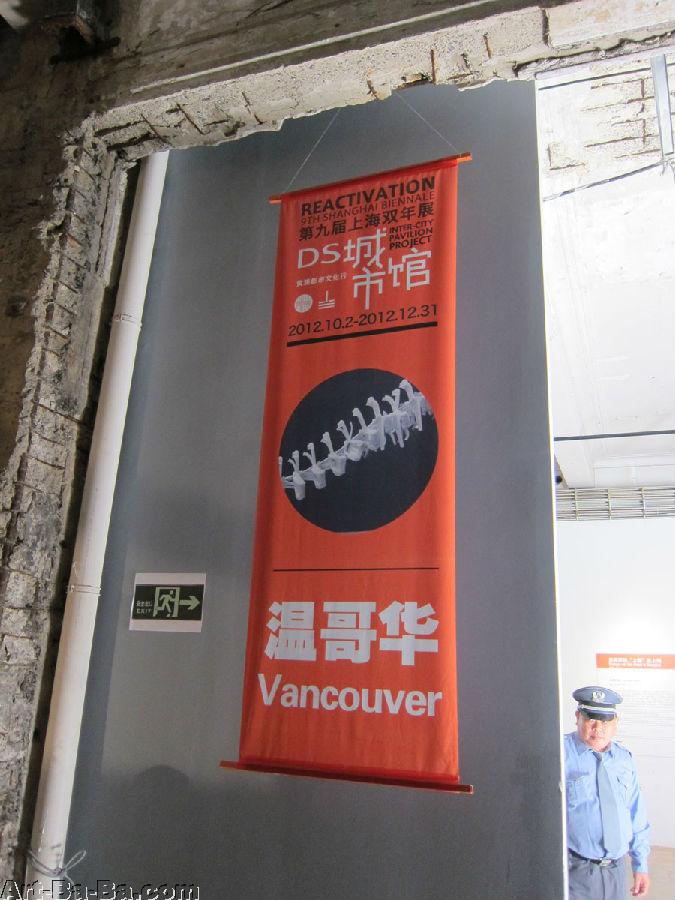 REACTIVATION
9TH SHANGHAI BIENNALE
第九届上海双年展
INTER-CITY
PAVILION
PROJECT
DS城
市馆
2012.10.2-2012.12.31
温哥华
Vancouver
Art-Ba-Ba.com